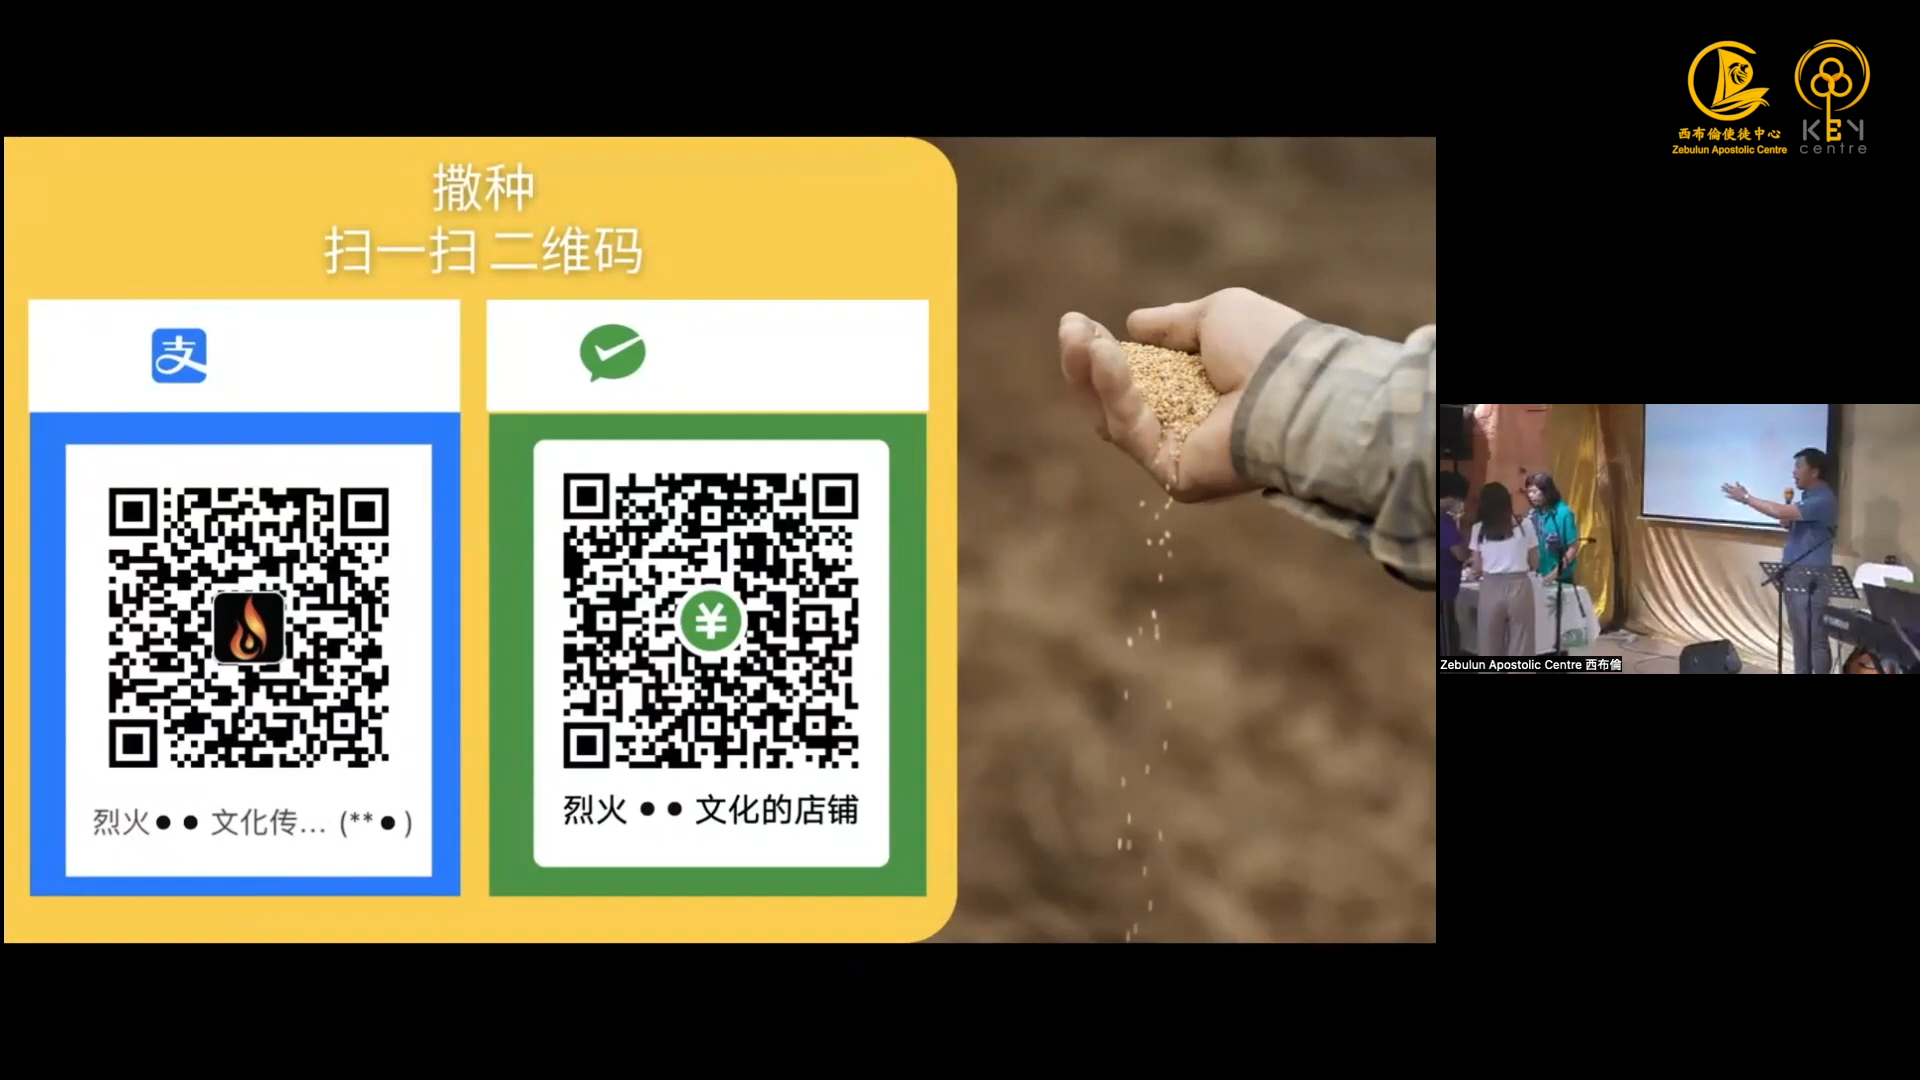 西布倫使徒中心
Zebulun Apostolic Centre
KEY
centre
撒种
扫一扫 二维码
支
¥
烈火●● 文化传... (**●)
烈火 ●● 文化的店铺
Zebulun Apostolic Centre 西布倫